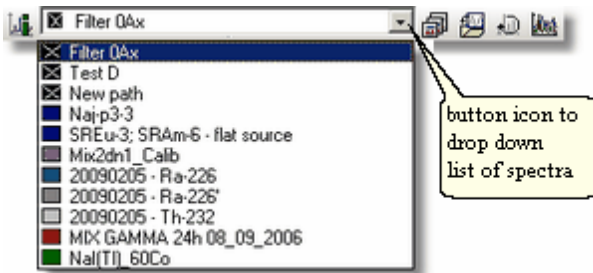 Filter 0Ax
Filter 0Ax
Test D
New path
Naj-p3-3
SREu-3; SRAm-6 - flat source
Mix2dn1_Calib
20090205 - Ra-226
20090205 - Ra-226'
20090205 - Th-232
MIX GAMMA 24h 08_09_2006
NaI(Tl)_60Co
button icon to
drop down
list of spectra